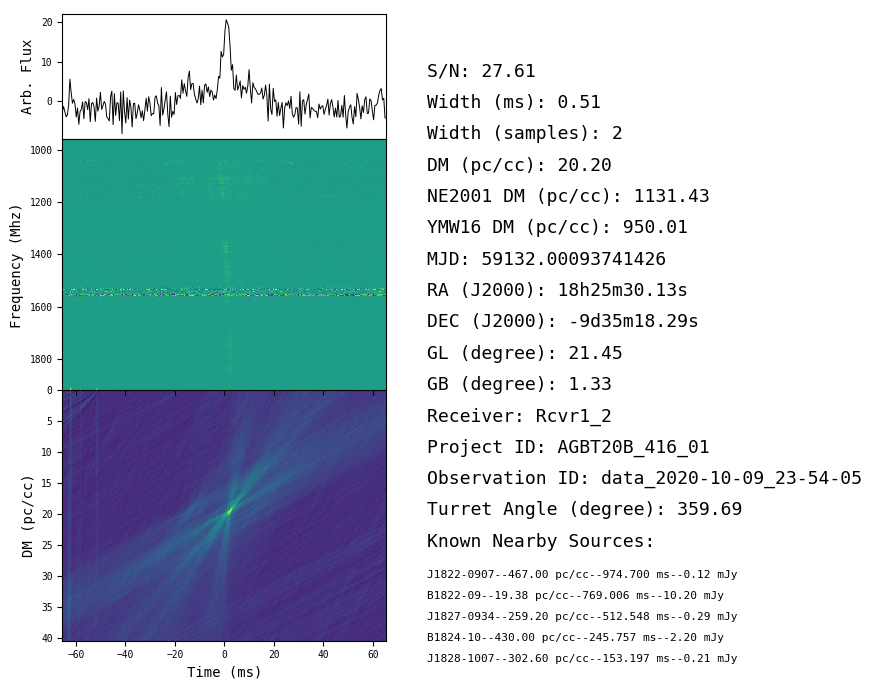 20
10
0
Arb. Flux
1000
1200
1400
1600
1800
Frequency (Mhz)
0
5
10
15
20
25
30
35
40
DM (pc/cc)
−60 −40 −20 0 20 40 60
Time (ms)
S/N: 27.61
Width (ms): 0.51
Width (samples): 2
DM (pc/cc): 20.20
NE2001 DM (pc/cc): 1131.43
YMW16 DM (pc/cc): 950.01
MJD: 59132.00093741426
RA (J2000): 18h25m30.13s
DEC (J2000): -9d35m18.29s
GL (degree): 21.45
GB (degree): 1.33
Receiver: Rcvr1_2
Project ID: AGBT20B_416_01
Observation ID: data_2020-10-09_23-54-05
Turret Angle (degree): 359.69
Known Nearby Sources:
J1822-0907--467.00 pc/cc--974.700 ms--0.12 mJy
B1822-09--19.38 pc/cc--769.006 ms--10.20 mJy
J1827-0934--259.20 pc/cc--512.548 ms--0.29 mJy
B1824-10--430.00 pc/cc--245.757 ms--2.20 mJy
J1828-1007--302.60 pc/cc--153.197 ms--0.21 mJy